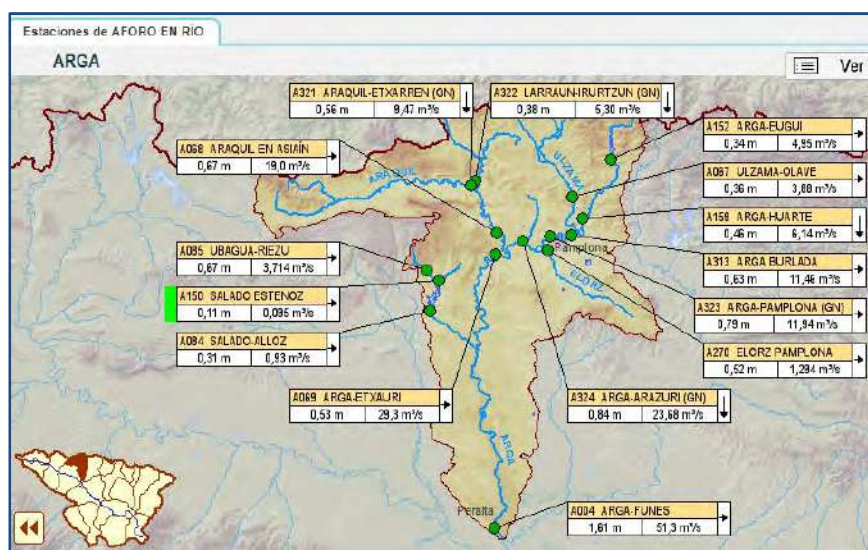 Estaciones de AFORO EN RÍO
ARGA
Ver
A321 ARAQUIL-ETXARREN (GN)
0,56 m 9,47 m³/s
A322 LARRAUN-IRURTZUN (GN)
0,38 m 5,30 m³/s
A152 ARGA-EUGUI
0,34 m 4,95 m³/s
A068 ARAQUIL EN ASIAÍN
0,67 m 19,0 m³/s
ULZAMA
ARAQUIL
A067 ULZAMA-OLAVE
0,36 m 3,88 m³/s
A159 ARGA-HUARTE
0,46 m 6,14 m³/s
A085 UBAGUA-RIEZU
0,67 m 3,714 m³/s
Pamplona
A313 ARGA BURLADA
0,63 m 11,46 m³/s
ELORZ
A150 SALADO ESTENOZ
0,11 m 0,095 m³/s
A323 ARGA-PAMPLONA (GN)
0,79 m 11,94 m³/s
A084 SALADO-ALLOZ
0,31 m 0,93 m³/s
A270 ELORZ PAMPLONA
0,52 m 1,294 m³/s
A069 ARGA-ETXAURI
0,53 m 29,3 m³/s
A324 ARGA-ARAZURI (GN)
0,84 m 23,68 m³/s
ARGA
Peralta
A004 ARGA-FUNES
1,61 m 51,3 m³/s